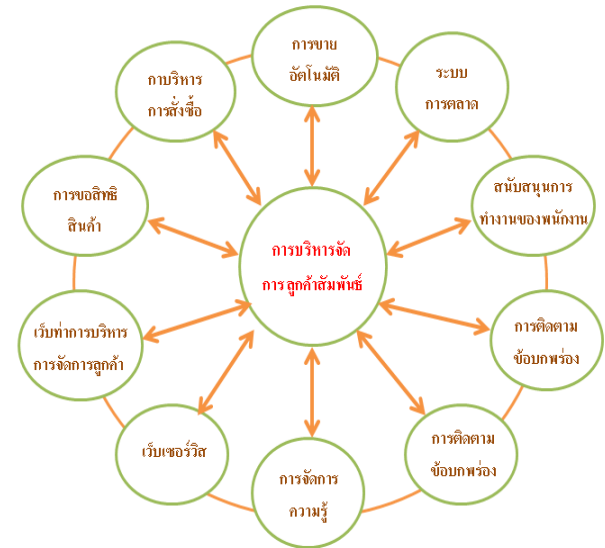 การขาย
อัตโนมัติ
ระบบ
การตลาด
สนับสนุนการ
ทำงานของพนักงาน
การติดตาม
ข้อบกพร่อง
การติดตาม
ข้อบกพร่อง
การจัดการ
ความรู้
เว็บเซอร์วิส
เว็บท่าการบริหาร
การจัดการลูกค้า
การขอสิทธิ
สินค้า
กาบริหาร
การสั่งซื้อ
การบริหารจัด
การลูกค้าสัมพันธ์